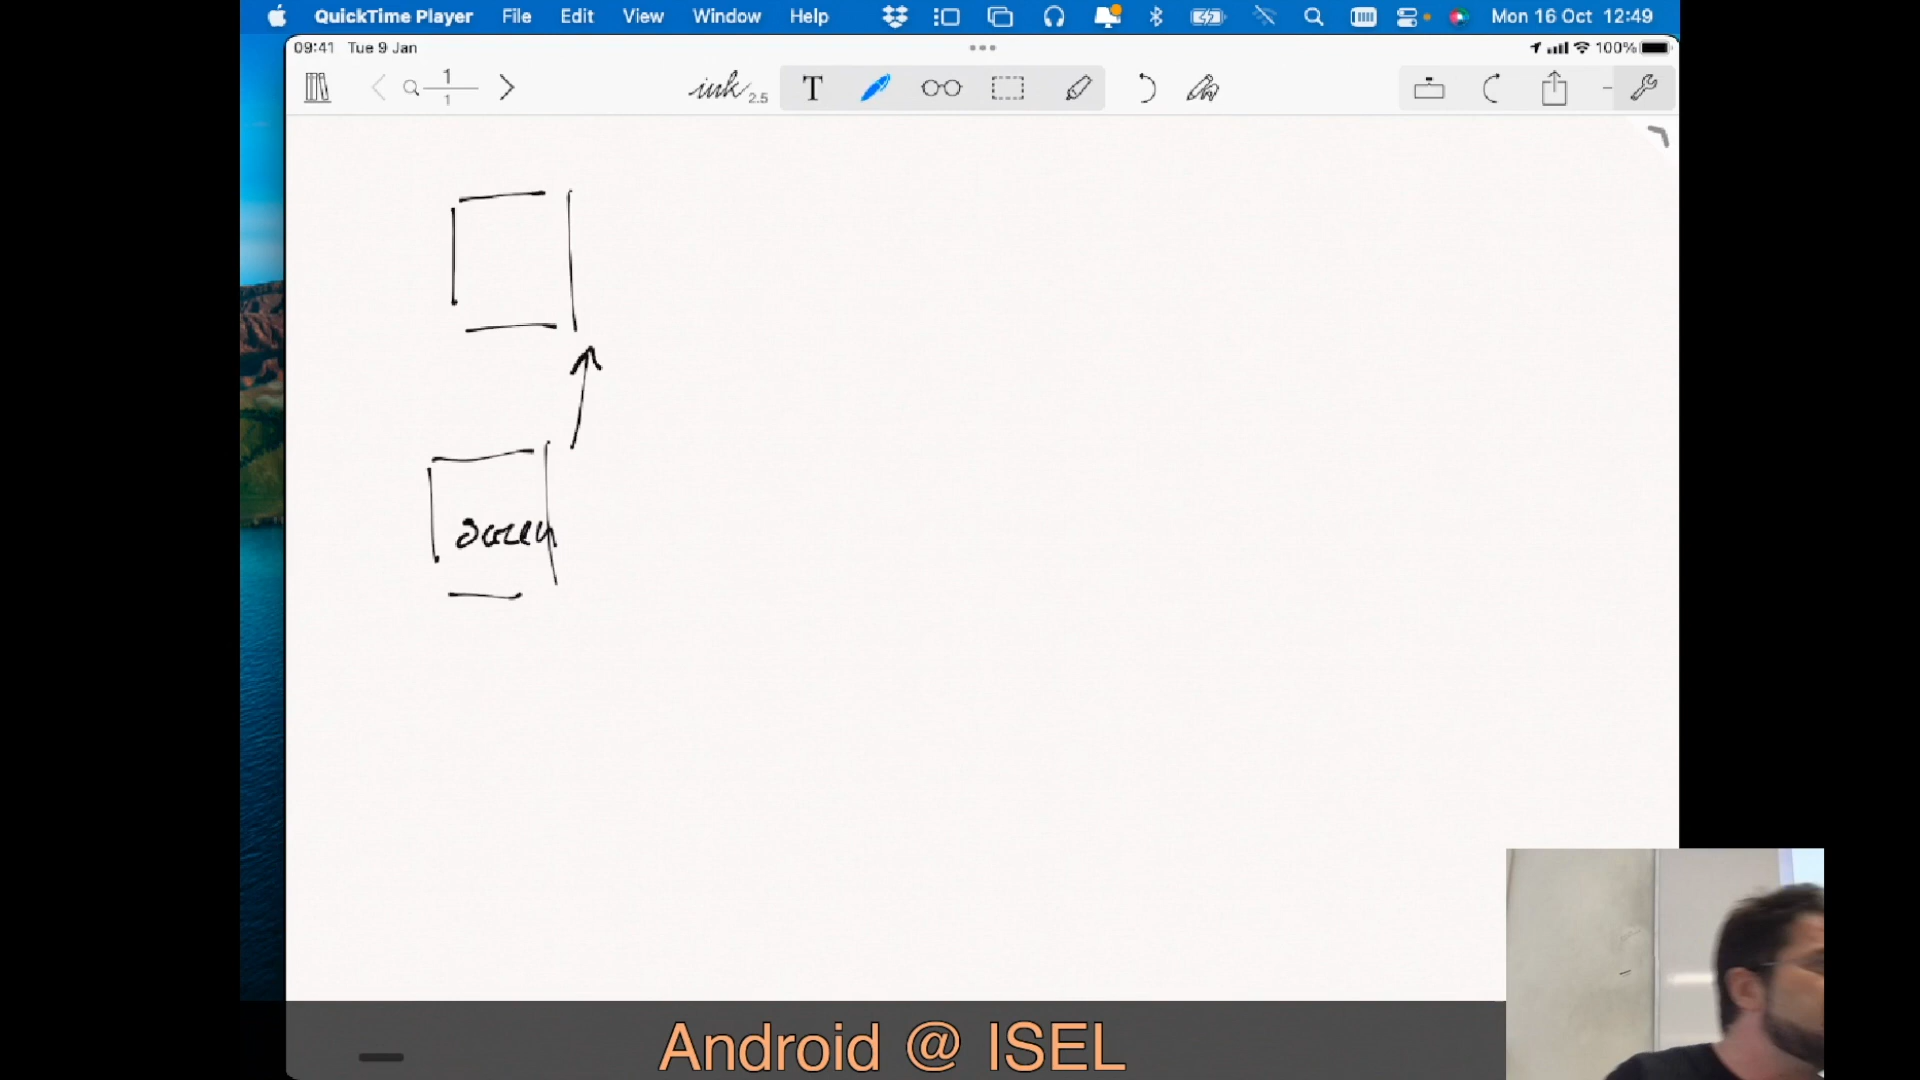 QuickTime Player File Edit View Window Help Mon 16 Oct 12:49
09:41 Tue 9 Jan 100%
1
1
ink 2.5 T
screen
Android @ ISEL